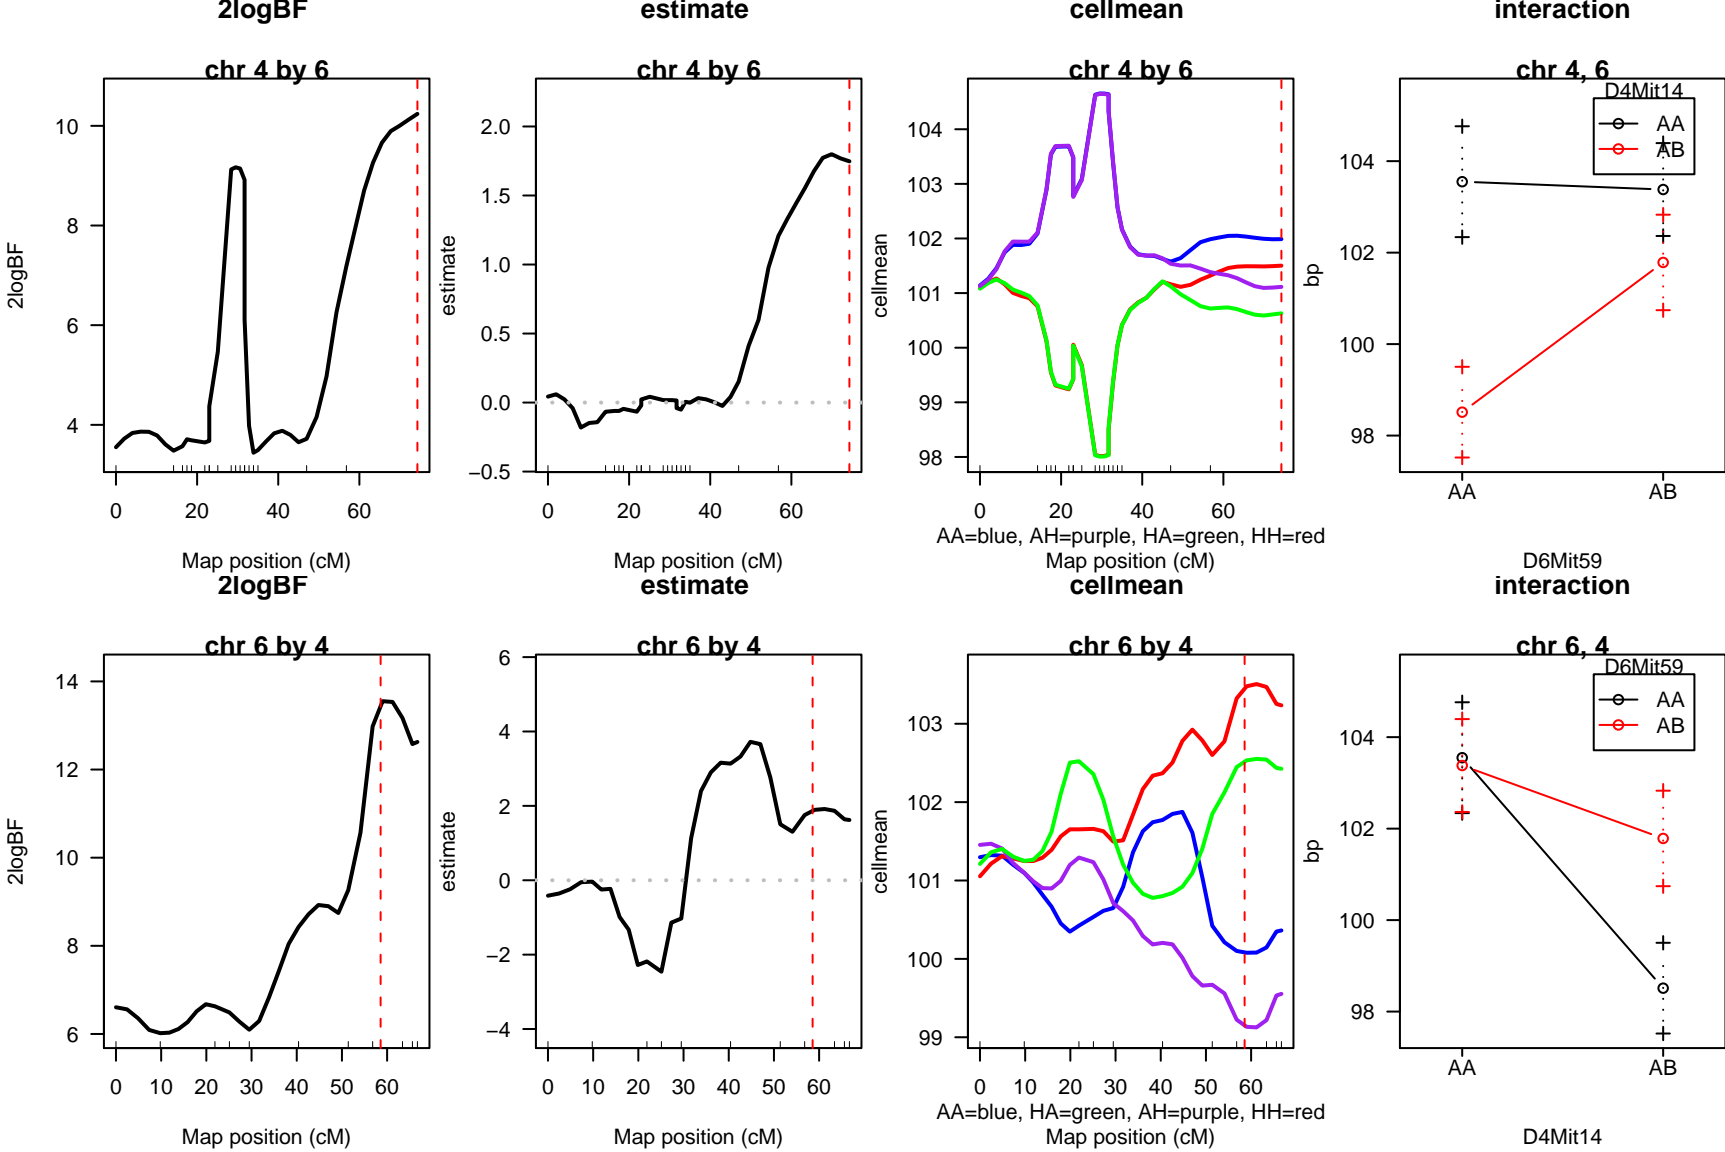 2logBF
estimate
cellmean
interaction
chr 4 by 6
chr 4 by 6
chr 4 by 6
chr 4, 6
2logBF
10
8
6
4
0
20
40
60
Map position (cM)
estimate
2.0
1.5
1.0
0.5
0.0
−0.5
0
20
40
60
Map position (cM)
cellmean
104
103
102
101
100
99
98
0
20
40
60
AA=blue, AH=purple, HA=green, HH=red
Map position (cM)
bp
104
102
100
98
D4Mit14
AA
AB
AA
AB
D6Mit59
2logBF
estimate
cellmean
interaction
chr 6 by 4
chr 6 by 4
chr 6 by 4
chr 6, 4
2logBF
14
12
10
8
6
0
10
20
30
40
50
60
Map position (cM)
estimate
6
4
2
0
−2
−4
0
10
20
30
40
50
60
Map position (cM)
cellmean
103
102
101
100
99
0
10
20
30
40
50
60
AA=blue, HA=green, AH=purple, HH=red
Map position (cM)
bp
104
102
100
98
D6Mit59
AA
AB
AA
AB
D4Mit14